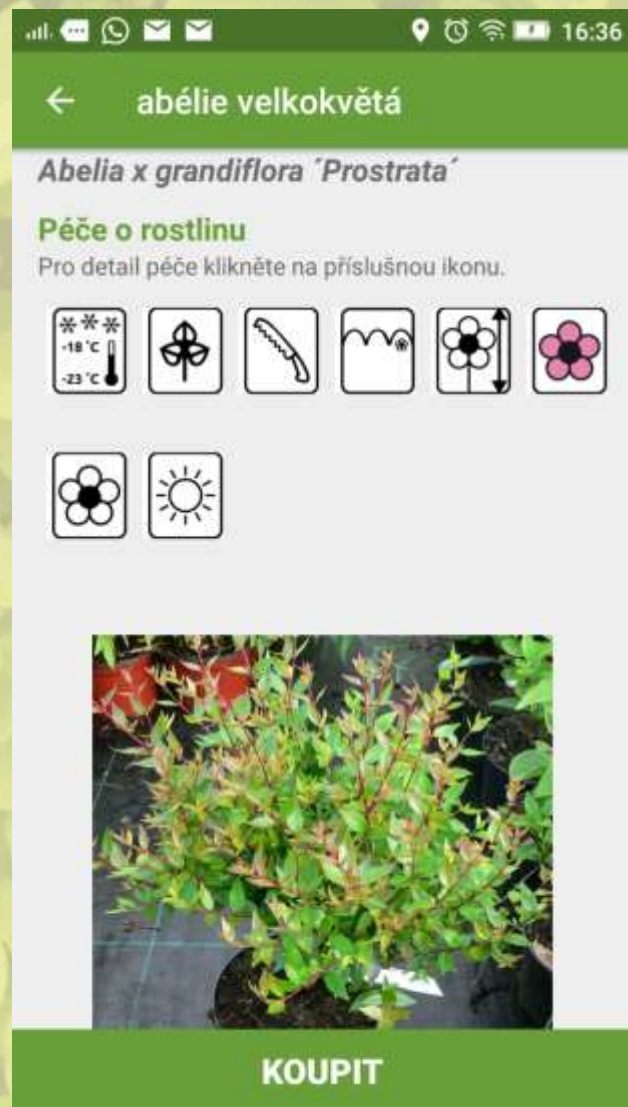 16:36
abélie velkokvětá
Abelia x grandiflora ´Prostrata´
Péče o rostlinu
Pro detail péče klikněte na příslušnou ikonu.
-18 °C
-23 °C
KOUPIT